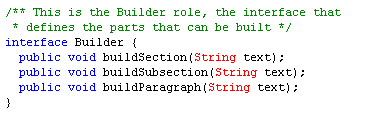 /** This is the Builder role, the interface that
 * defines the parts that can be built */
interface Builder {
  public void buildSection(String text);
  public void buildSubsection(String text);
  public void buildParagraph(String text);
}